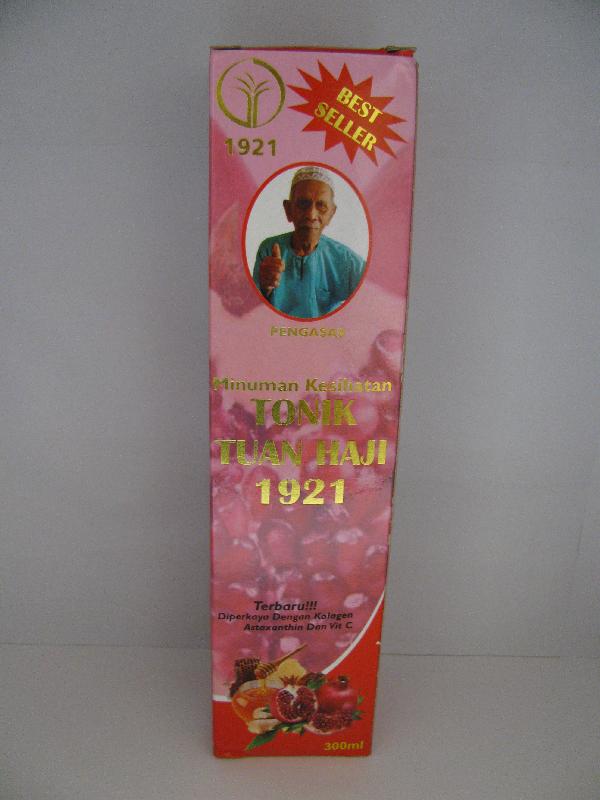 1921
BEST
SELLER
PENGASAS
Minuman Kesihatan
TONIK
TUAN HAJI
1921
Terbaru!!!
Diperkaya Dengan Kolagen
Astaxanthin Dan Vit C
300ml